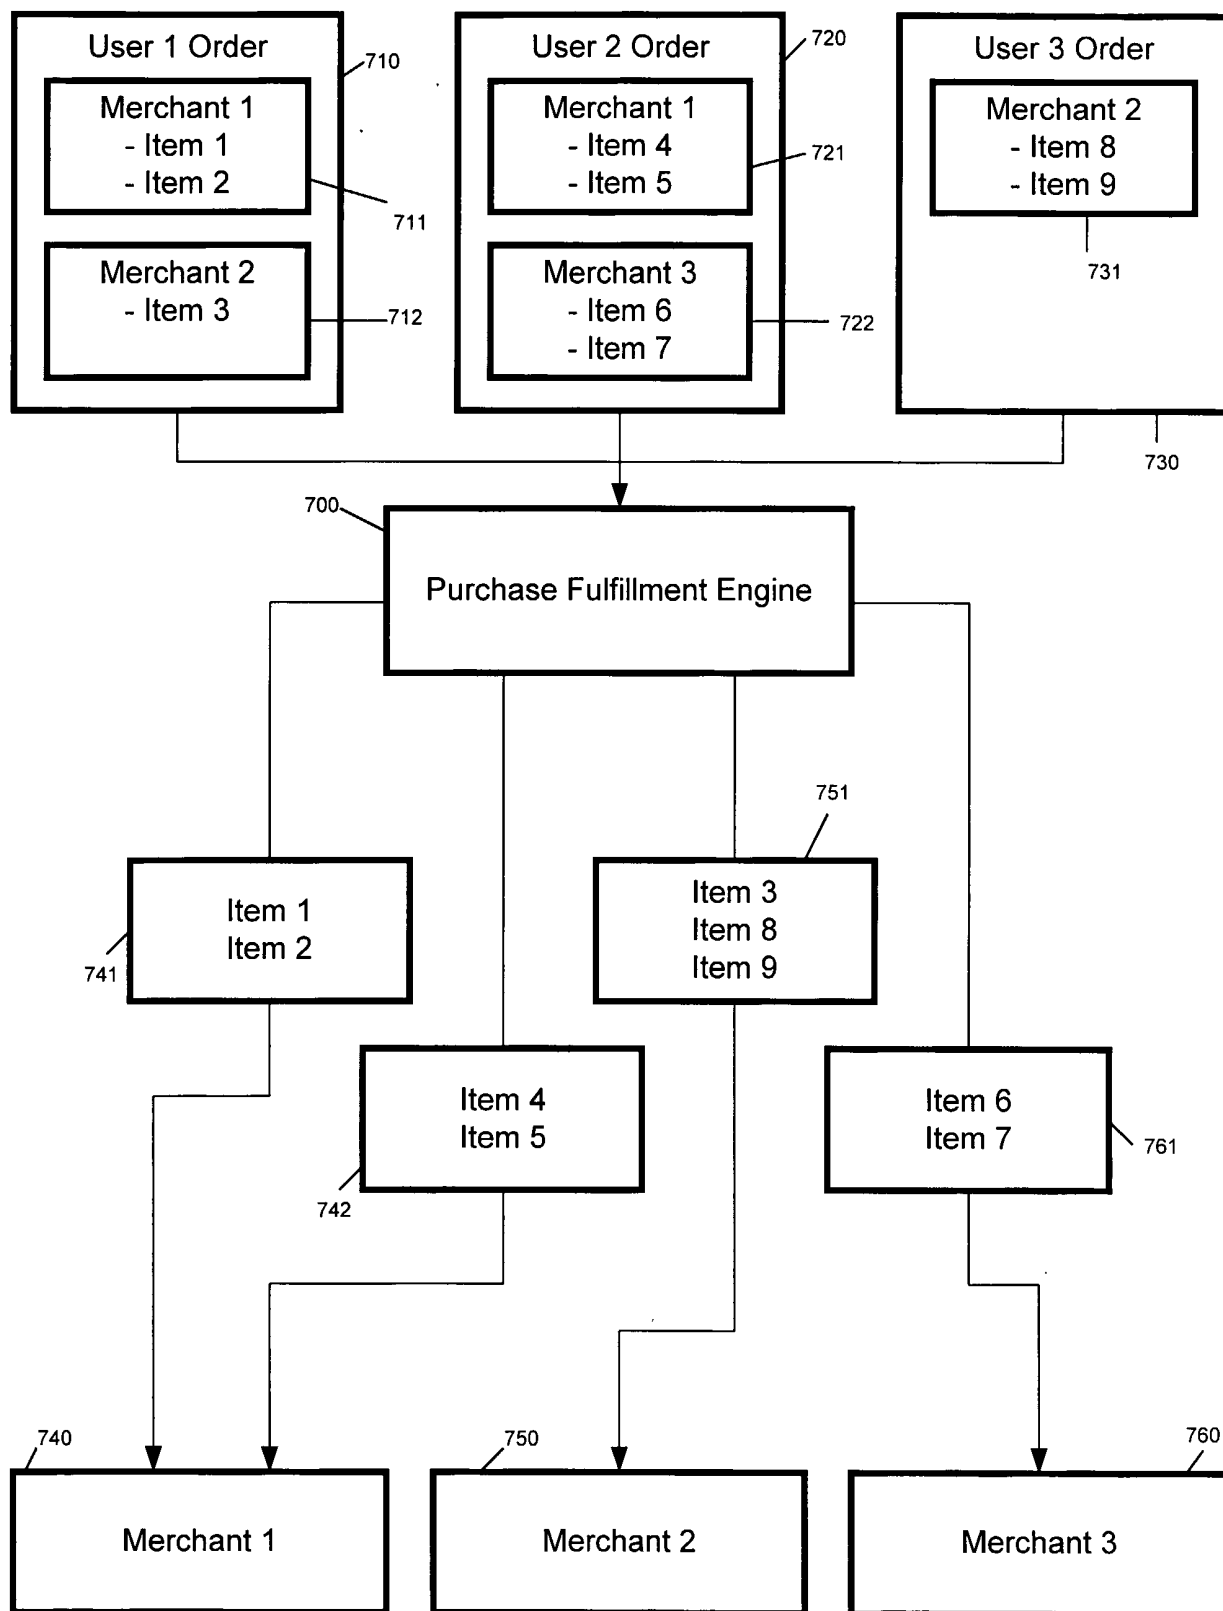 User 1 Order
710
Merchant 1
- Item 1
- Item 2
711
Merchant 2
- Item 3
712
User 2 Order
720
Merchant 1
- Item 4
- Item 5
721
Merchant 3
- Item 6
- Item 7
722
User 3 Order
Merchant 2
- Item 8
- Item 9
731
730
700
Purchase Fulfillment Engine
Item 1
Item 2
741
Item 4
Item 5
742
751
Item 3
Item 8
Item 9
Item 6
Item 7
761
740
Merchant 1
750
Merchant 2
760
Merchant 3